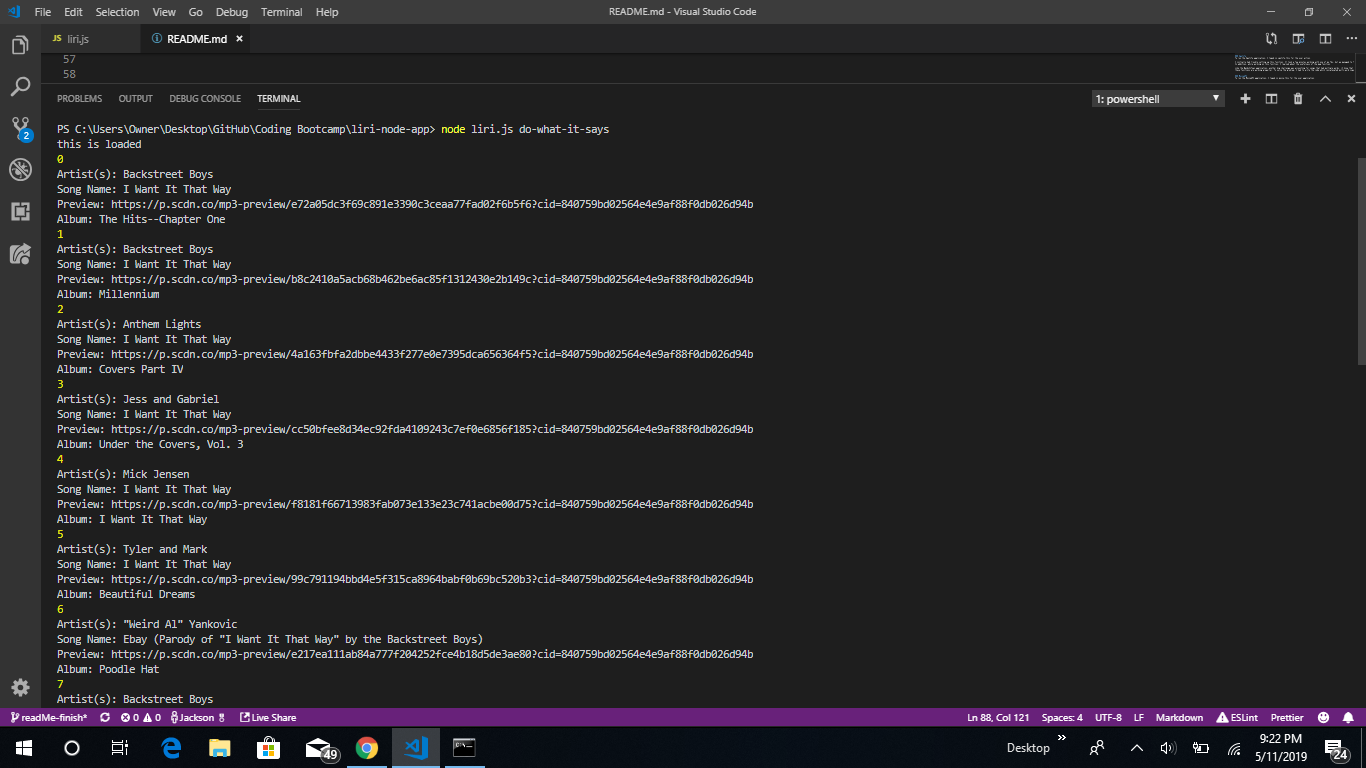 File Edit Selection View Go Debug Terminal Help README.md - Visual Studio Code
JS liri.js README.md
57
58
PROBLEMS OUTPUT DEBUG CONSOLE TERMINAL 1: powershell
PS C:\Users\Owner\Desktop\GitHub\Coding Bootcamp\liri-node-app> node liri.js do-what-it-says
this is loaded
0
Artist(s): Backstreet Boys
Song Name: I Want It That Way
Preview: https://p.scdn.co/mp3-preview/e72a05dc3f69c891e3390c3ceaa77fad02f6b5f6?cid=840759bd02564e4e9af88f0db026d94b
Album: The Hits--Chapter One
1
Artist(s): Backstreet Boys
Song Name: I Want It That Way
Preview: https://p.scdn.co/mp3-preview/b8c2410a5acb68b462be6ac85f1312430e2b149c?cid=840759bd02564e4e9af88f0db026d94b
Album: Millennium
2
Artist(s): Anthem Lights
Song Name: I Want It That Way
Preview: https://p.scdn.co/mp3-preview/4a163fbfa2dbbe4433f277e0e7395dca656364f5?cid=840759bd02564e4e9af88f0db026d94b
Album: Covers Part IV
3
Artist(s): Jess and Gabriel
Song Name: I Want It That Way
Preview: https://p.scdn.co/mp3-preview/cc50bfee8d34ec92fda4109243c7ef0e6856f185?cid=840759bd02564e4e9af88f0db026d94b
Album: Under the Covers, Vol. 3
4
Artist(s): Mick Jensen
Song Name: I Want It That Way
Preview: https://p.scdn.co/mp3-preview/f8181f66713983fab073e133e23c741acbe00d75?cid=840759bd02564e4e9af88f0db026d94b
Album: I Want It That Way
5
Artist(s): Tyler and Mark
Song Name: I Want It That Way
Preview: https://p.scdn.co/mp3-preview/99c791194bbd4e5f315ca8964babf0b69bc520b3?cid=840759bd02564e4e9af88f0db026d94b
Album: Beautiful Dreams
6
Artist(s): "Weird Al" Yankovic
Song Name: Ebay (Parody of "I Want It That Way" by the Backstreet Boys)
Preview: https://p.scdn.co/mp3-preview/e217ea111ab84a777f204252fce4b18d5de3ae80?cid=840759bd02564e4e9af88f0db026d94b
Album: Poodle Hat
7
Artist(s): Backstreet Boys
2
readMe-finish* 0 0 Jackson Live Share Ln 88, Col 121 Spaces: 4 UTF-8 LF Markdown ESLint Prettier
49 Desktop 9:22 PM
5/11/2019 24